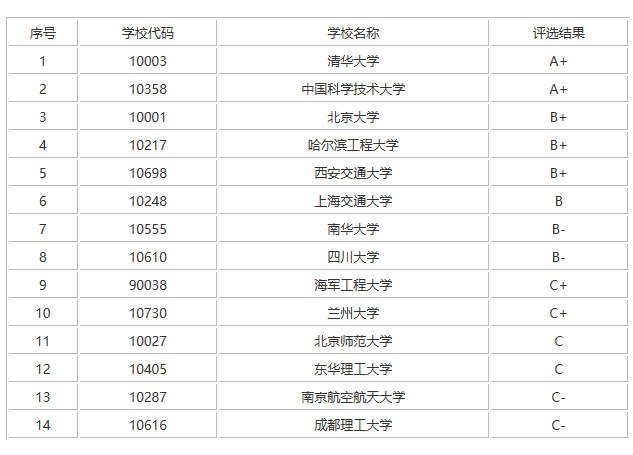 序号 学校代码 学校名称 评选结果
1 10003 清华大学 A+
2 10358 中国科学技术大学 A+
3 10001 北京大学 B+
4 10217 哈尔滨工程大学 B+
5 10698 西安交通大学 B+
6 10248 上海交通大学 B
7 10555 南华大学 B-
8 10610 四川大学 B-
9 90038 海军工程大学 C+
10 10730 兰州大学 C+
11 10027 北京师范大学 C
12 10405 东华理工大学 C
13 10287 南京航空航天大学 C-
14 10616 成都理工大学 C-